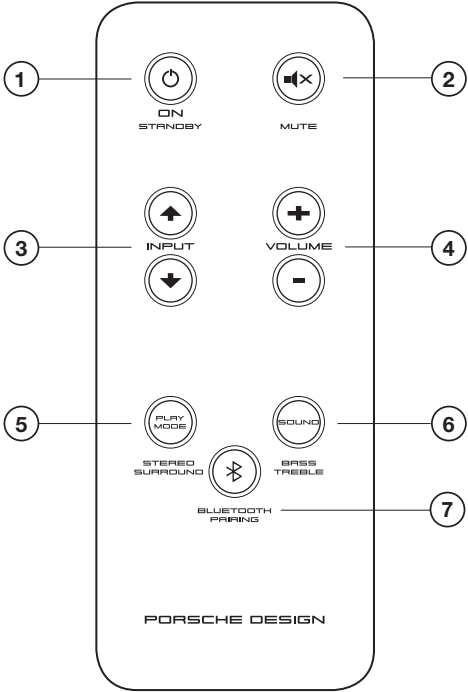 1
2
ON
STANDBY
MUTE
3
INPUT
VOLUME
4
5
PLAY
MODE
SOUND
6
STEREO
SURROUND
BASS
TREBLE
BLUETOOTH
PAIRING
7
PORSCHE DESIGN